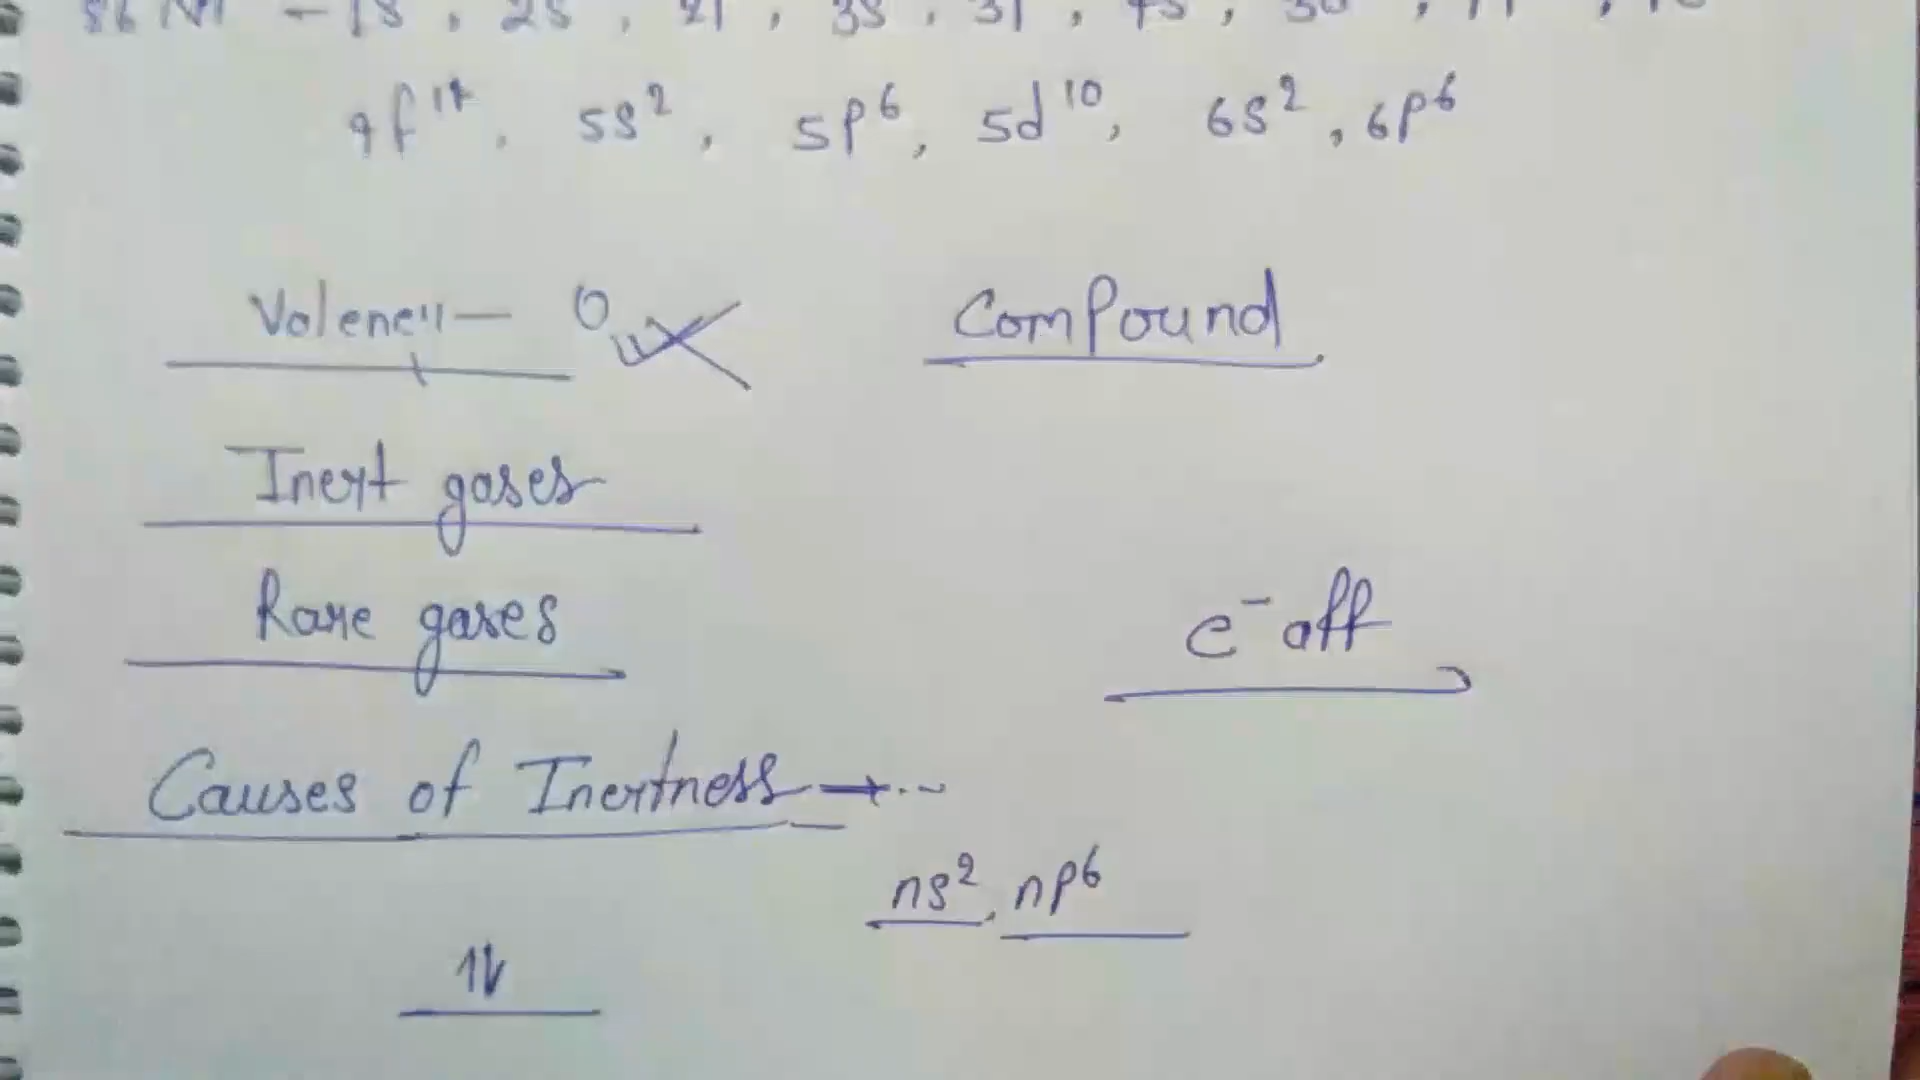 4f¹⁴, 5s², 5p⁶, 5d¹⁰, 6s², 6p⁶
Valency — 0 Compound
Inert gases
Rare gases
e⁻ aff
Causes of Inertness →
ns², np⁶
1↓